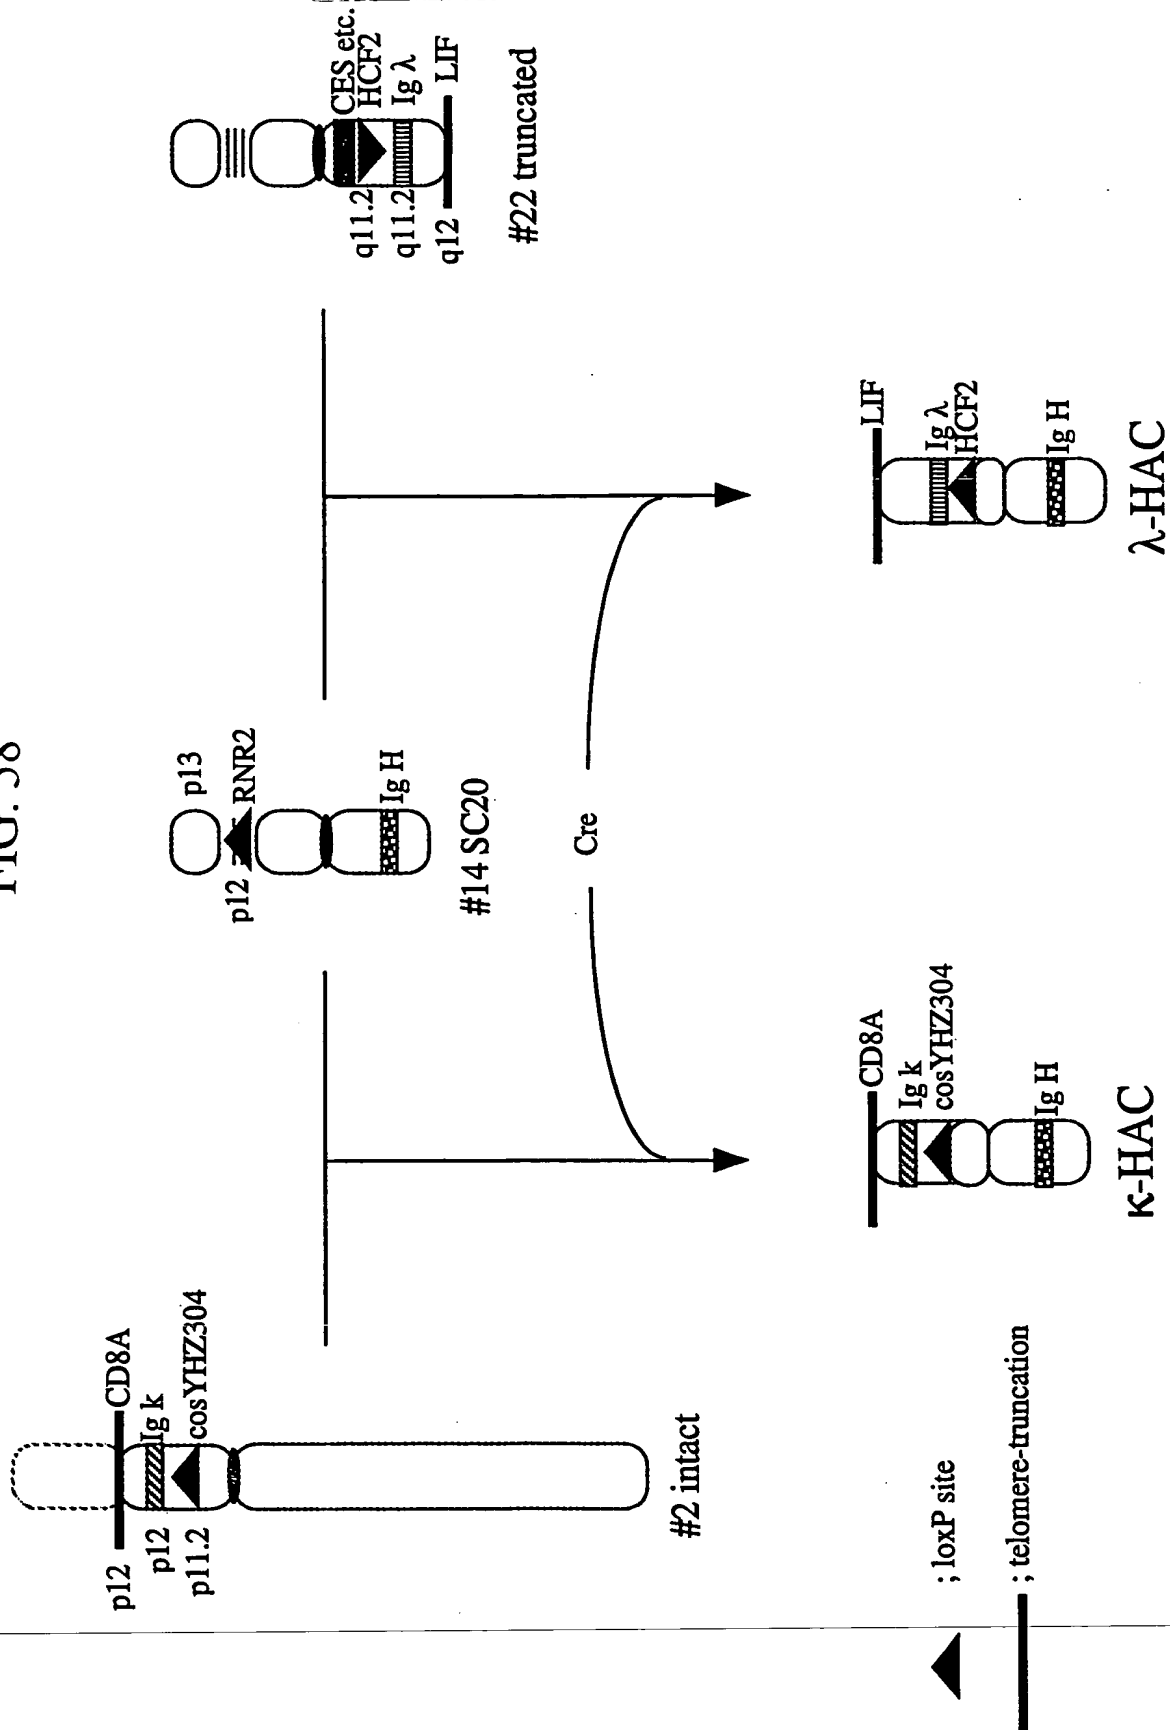 FIG. 38
p12
CD8A
p12
Ig k
p11.2
cosYHZ304
#2 intact
p13
p12
RNR2
Ig H
#14 SC20
CES etc.
q11.2
HCF2
q11.2
Ig λ
q12
LIF
#22 truncated
Cre
CD8A
Ig k
cosYHZ304
Ig H
κ-HAC
LIF
Ig λ
HCF2
Ig H
λ-HAC
; loxP site
; telomere-truncation